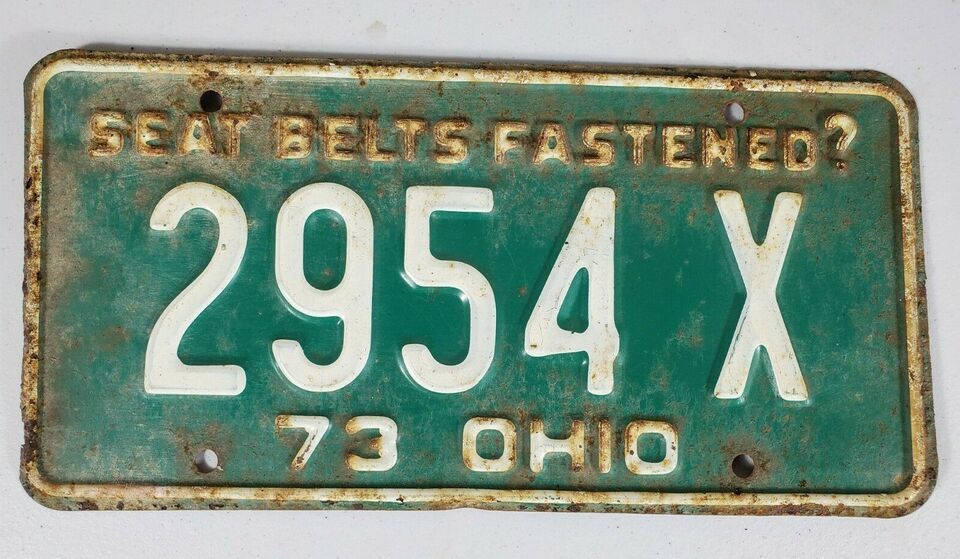 SEAT BELTS FASTENED?
2954 X
73 OHIO